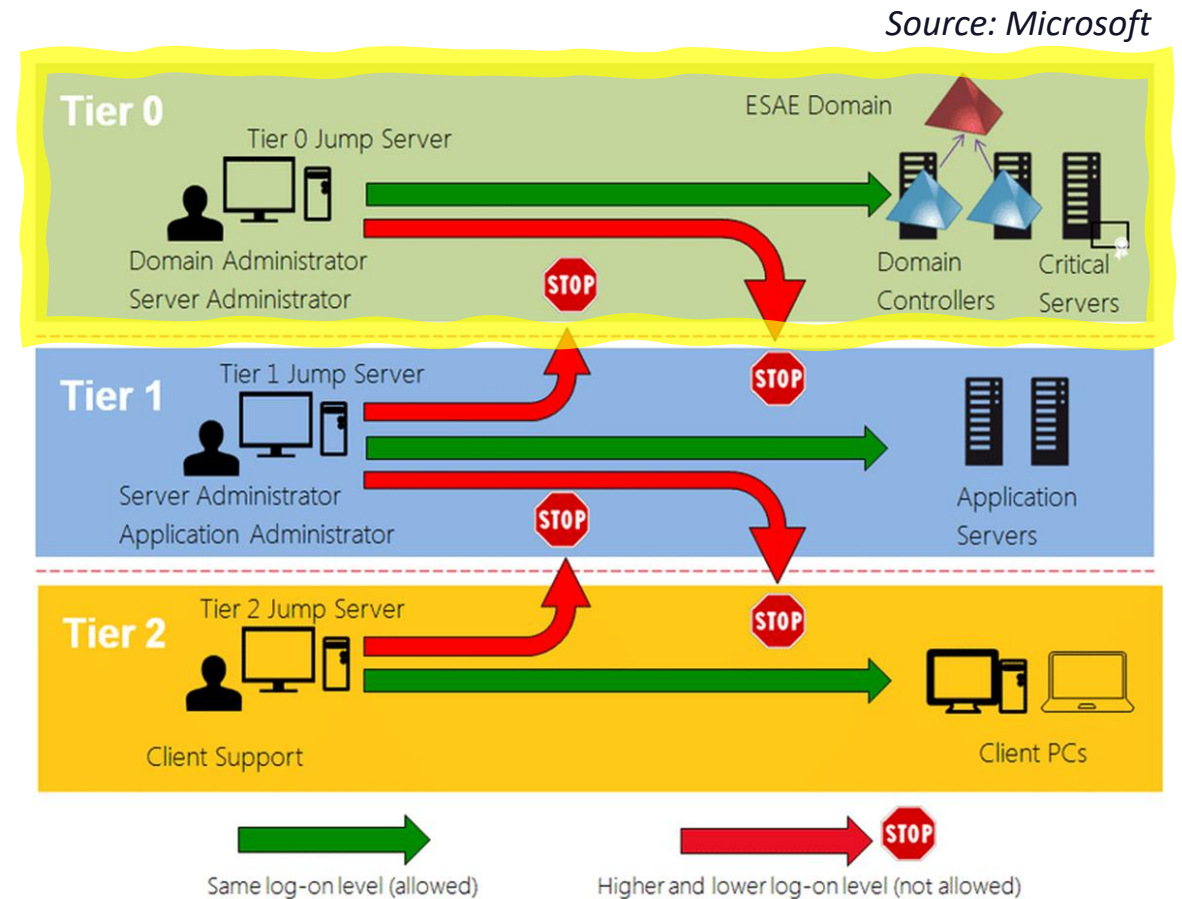 Source: Microsoft
Tier 0
Tier 0 Jump Server
ESAE Domain
Domain Administrator
Server Administrator
STOP
Domain
Controllers
Critical
Servers
Tier 1
Tier 1 Jump Server
STOP
Server Administrator
Application Administrator
STOP
Application
Servers
Tier 2
Tier 2 Jump Server
STOP
Client Support
Client PCs
STOP
Same log-on level (allowed)
Higher and lower log-on level (not allowed)